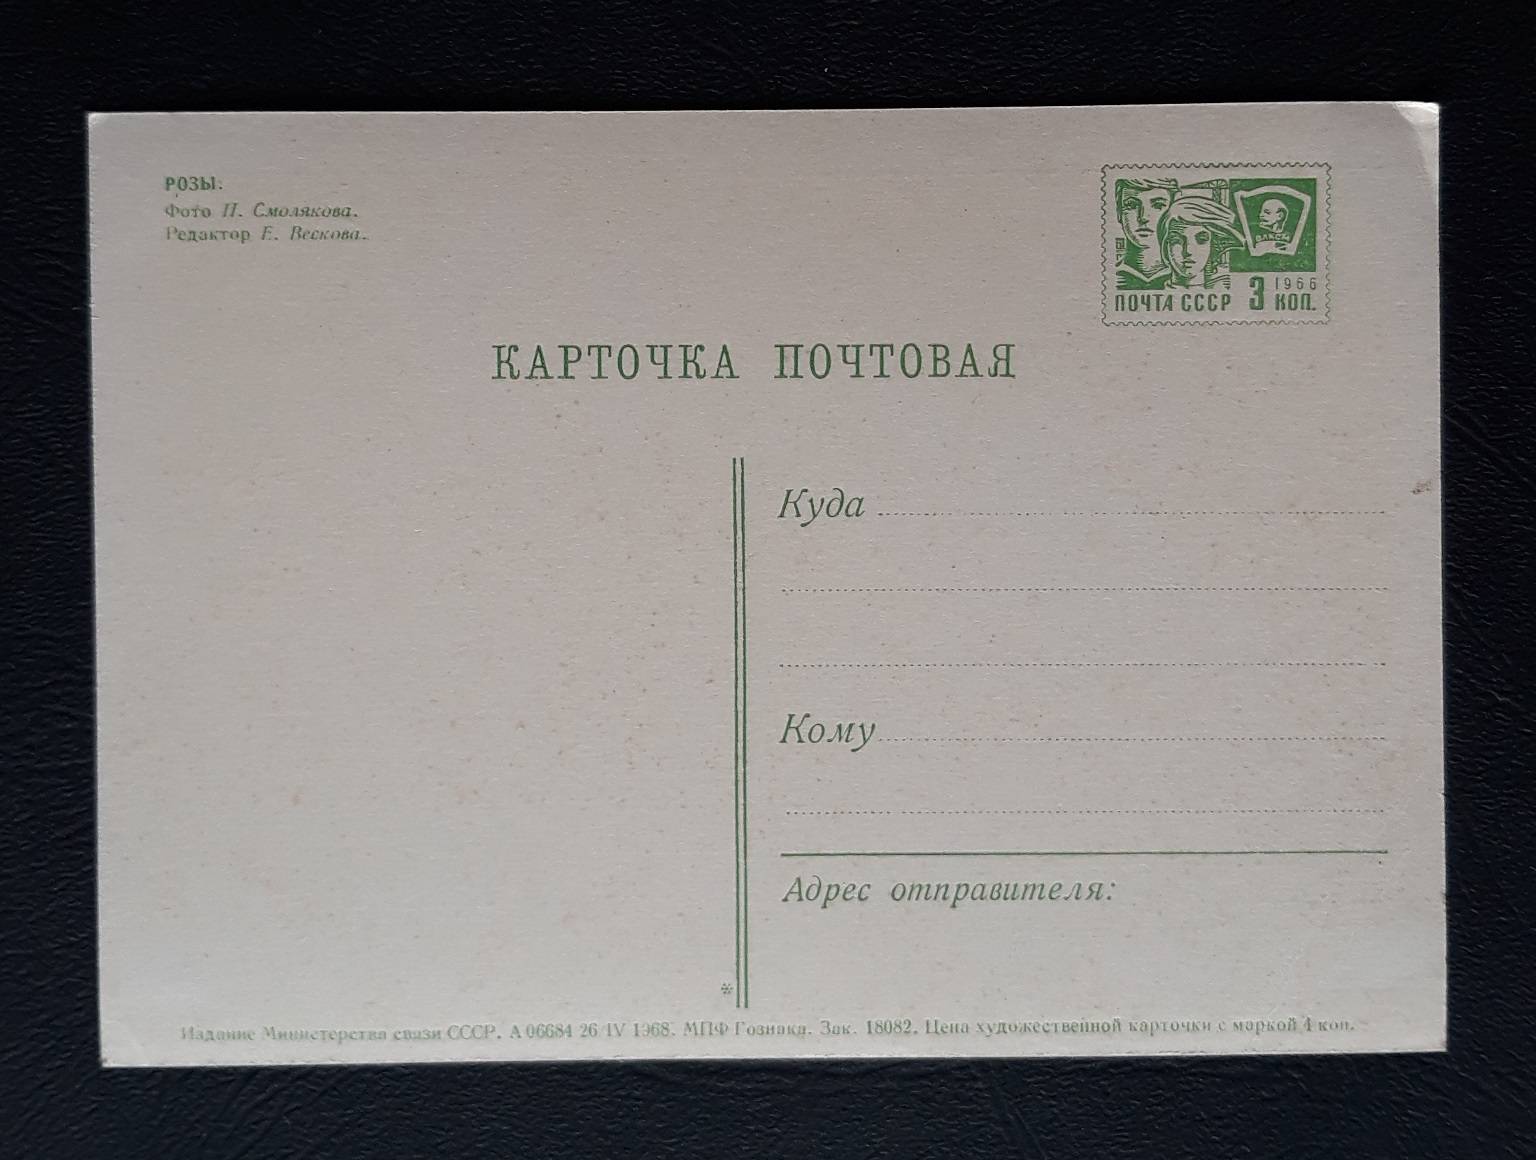 РОЗЫ.
Фото П. Смолякова.
Редактор Е. Вескова.
ВЛКСМ
1966
ПОЧТА СССР 3 КОП.
КАРТОЧКА ПОЧТОВАЯ
Куда
Кому
Адрес отправителя:
*
Издание Министерства связи СССР. А 06684 26/IV 1968. МПФ Гознака. Зак. 18082. Цена художественной карточки с маркой 4 коп.